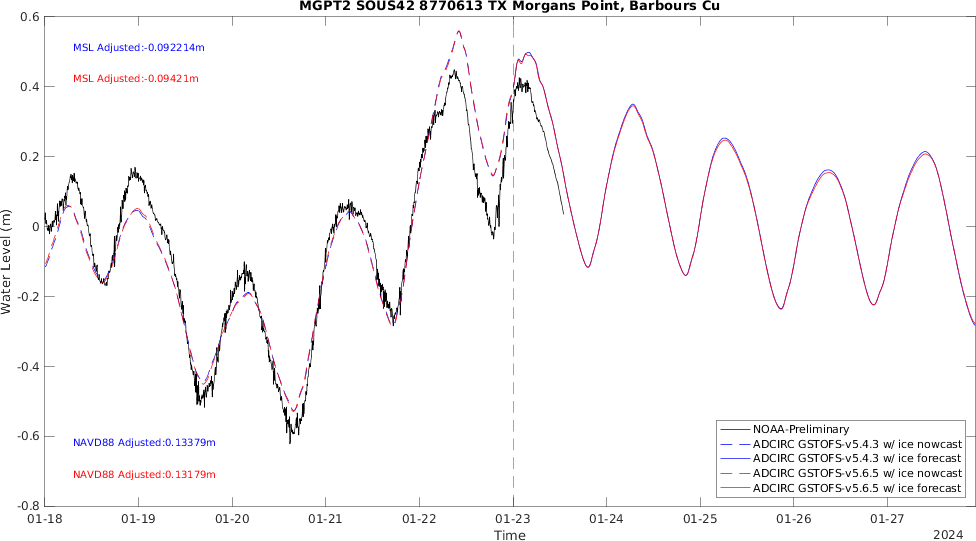 MGPT2 SOUS42 8770613 TX Morgans Point, Barbours Cu
0.6
MSL Adjusted:-0.092214m
MSL Adjusted:-0.09421m
0.4
0.2
0
-0.2
-0.4
-0.6
-0.8
Water Level (m)
NAVD88 Adjusted:0.13379m
NAVD88 Adjusted:0.13179m
NOAA-Preliminary
ADCIRC GSTOFS-v5.4.3 w/ ice nowcast
ADCIRC GSTOFS-v5.4.3 w/ ice forecast
ADCIRC GSTOFS-v5.6.5 w/ ice nowcast
ADCIRC GSTOFS-v5.6.5 w/ ice forecast
01-18 01-19 01-20 01-21 01-22 01-23 01-24 01-25 01-26 01-27
Time
2024